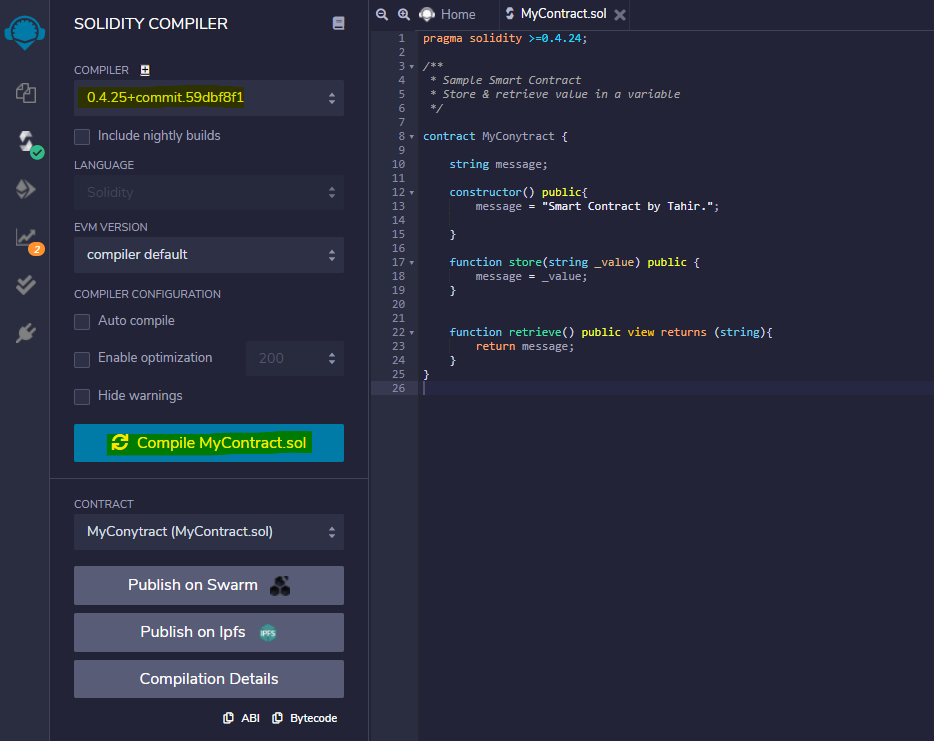 SOLIDITY COMPILER
COMPILER
0.4.25+commit.59dbf8f1
Include nightly builds
LANGUAGE
Solidity
EVM VERSION
compiler default
COMPILER CONFIGURATION
Auto compile
Enable optimization 200
Hide warnings
Compile MyContract.sol
CONTRACT
MyConytract (MyContract.sol)
Publish on Swarm
Publish on Ipfs IPFS
Compilation Details
ABI Bytecode
2
Home MyContract.sol
1 pragma solidity >=0.4.24;
2
3 /**
4 * Sample Smart Contract
5 * Store & retrieve value in a variable
6 */
7
8 contract MyConytract {
9
10 string message;
11
12 constructor() public{
13 message = "Smart Contract by Tahir.";
14
15 }
16
17 function store(string _value) public {
18 message = _value;
19 }
20
21
22 function retrieve() public view returns (string){
23 return message;
24 }
25 }
26